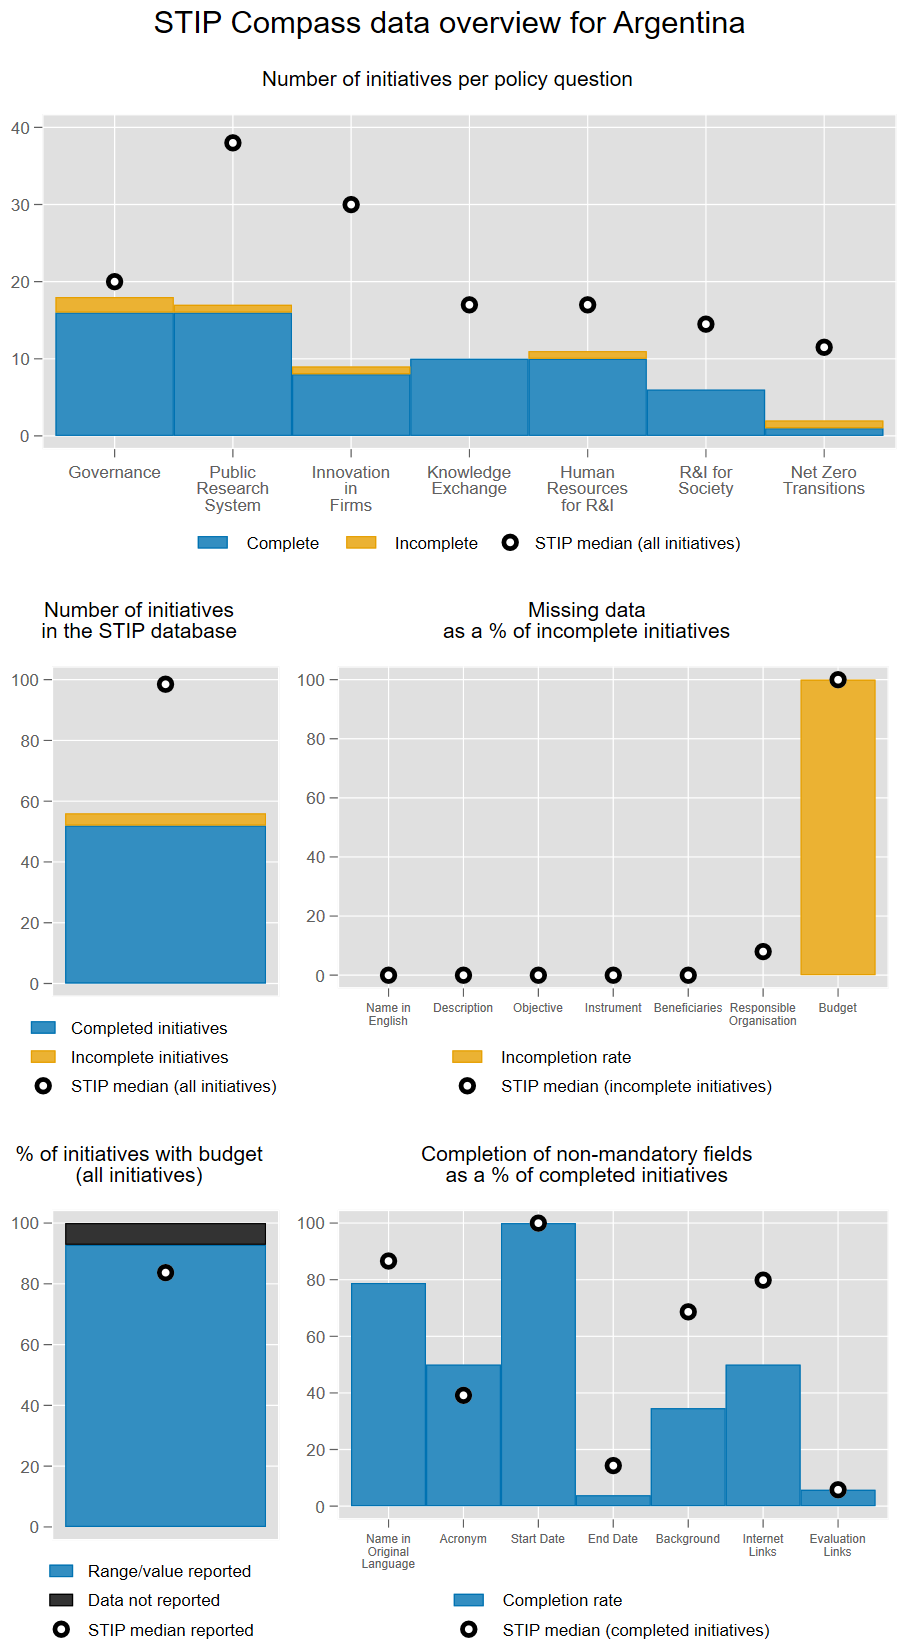 STIP Compass data overview for Argentina
Number of initiatives per policy question
40
30
20
10
0
Governance
Public
Research
System
Innovation
in
Firms
Knowledge
Exchange
Human
Resources
for R&I
R&I for
Society
Net Zero
Transitions
Complete
Incomplete
STIP median (all initiatives)
Number of initiatives
in the STIP database
100
80
60
40
20
0
Completed initiatives
Incomplete initiatives
STIP median (all initiatives)
Missing data
as a % of incomplete initiatives
100
80
60
40
20
0
Name in
English
Description
Objective
Instrument
Beneficiaries
Responsible
Organisation
Budget
Incompletion rate
STIP median (incomplete initiatives)
% of initiatives with budget
(all initiatives)
100
80
60
40
20
0
Range/value reported
Data not reported
STIP median reported
Completion of non-mandatory fields
as a % of completed initiatives
100
80
60
40
20
0
Name in
Original
Language
Acronym
Start Date
End Date
Background
Internet
Links
Evaluation
Links
Completion rate
STIP median (completed initiatives)